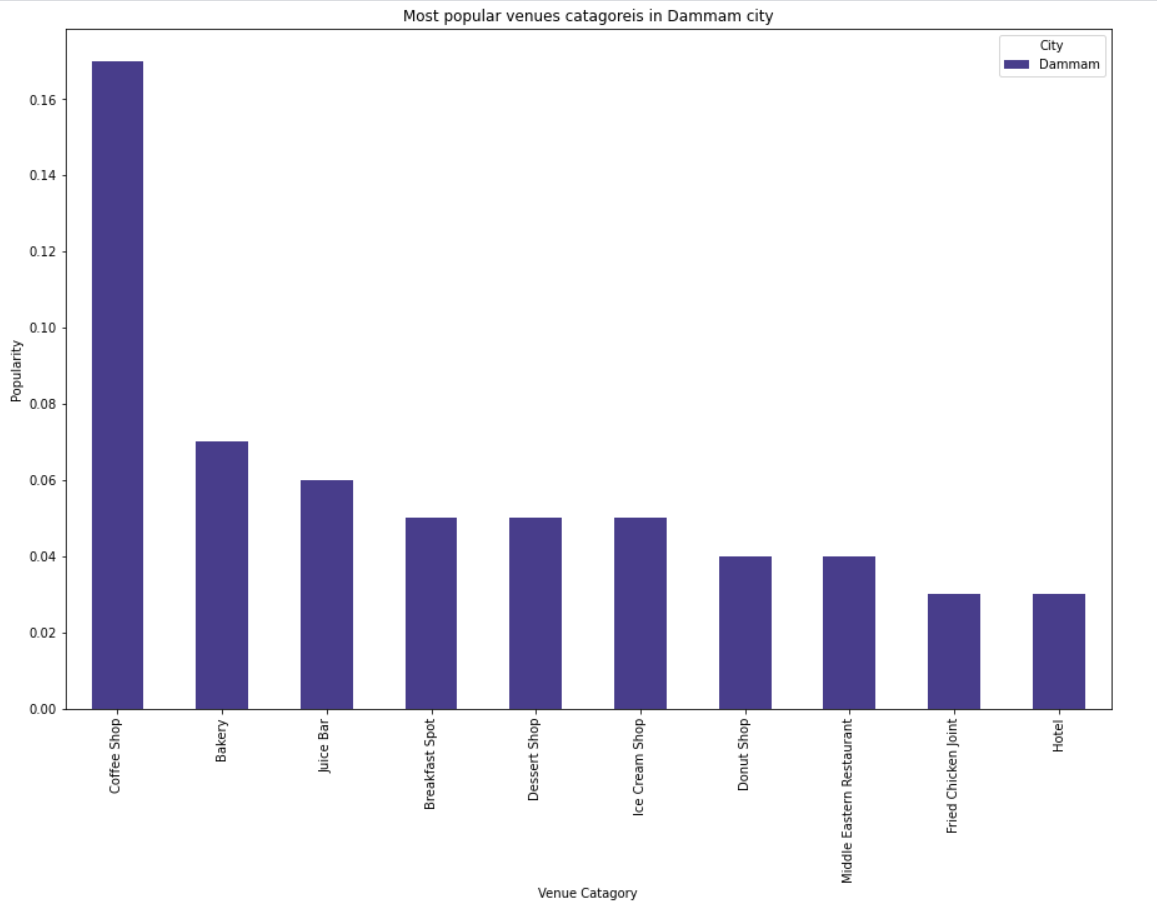 Most popular venues catagoreis in Dammam city
City
Dammam
0.16
0.14
0.12
0.10
0.08
0.06
0.04
0.02
0.00
Popularity
Coffee Shop
Bakery
Juice Bar
Breakfast Spot
Dessert Shop
Ice Cream Shop
Donut Shop
Middle Eastern Restaurant
Fried Chicken Joint
Hotel
Venue Catagory